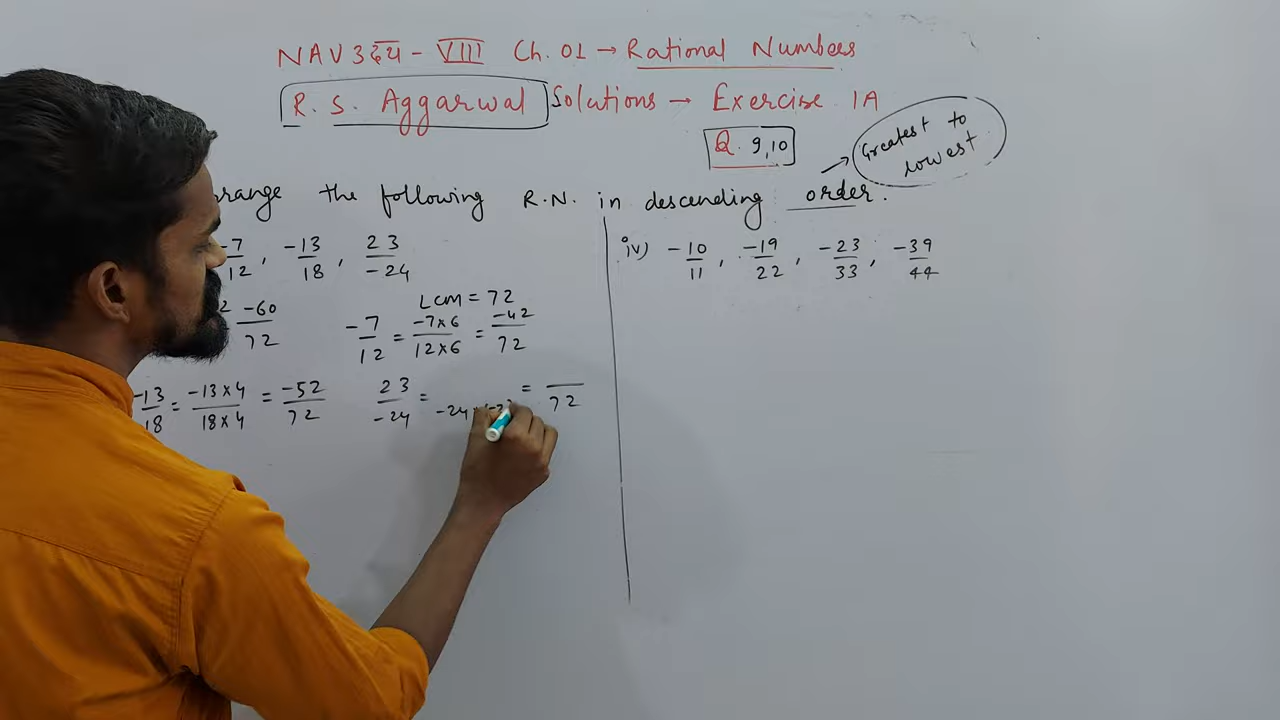 NAV उदय - VIII Ch. 01 → Rational Numbers
R. S. Aggarwal Solutions → Exercise 1A
Q. 9,10
Greatest to lowest
range the following R.N. in descending order.
-7/12, -13/18, 23/-24
iv) -10/11, -19/22, -23/33, -39/44
LCM = 72
-60/72
-7/12 = -7×6/12×6 = -42/72
-13/18 = -13×4/18×4 = -52/72
23/-24 = -24 = /72